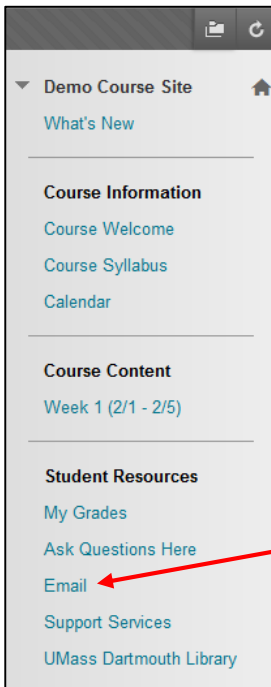 Demo Course Site
What's New
Course Information
Course Welcome
Course Syllabus
Calendar
Course Content
Week 1 (2/1 - 2/5)
Student Resources
My Grades
Ask Questions Here
Email
Support Services
UMass Dartmouth Library